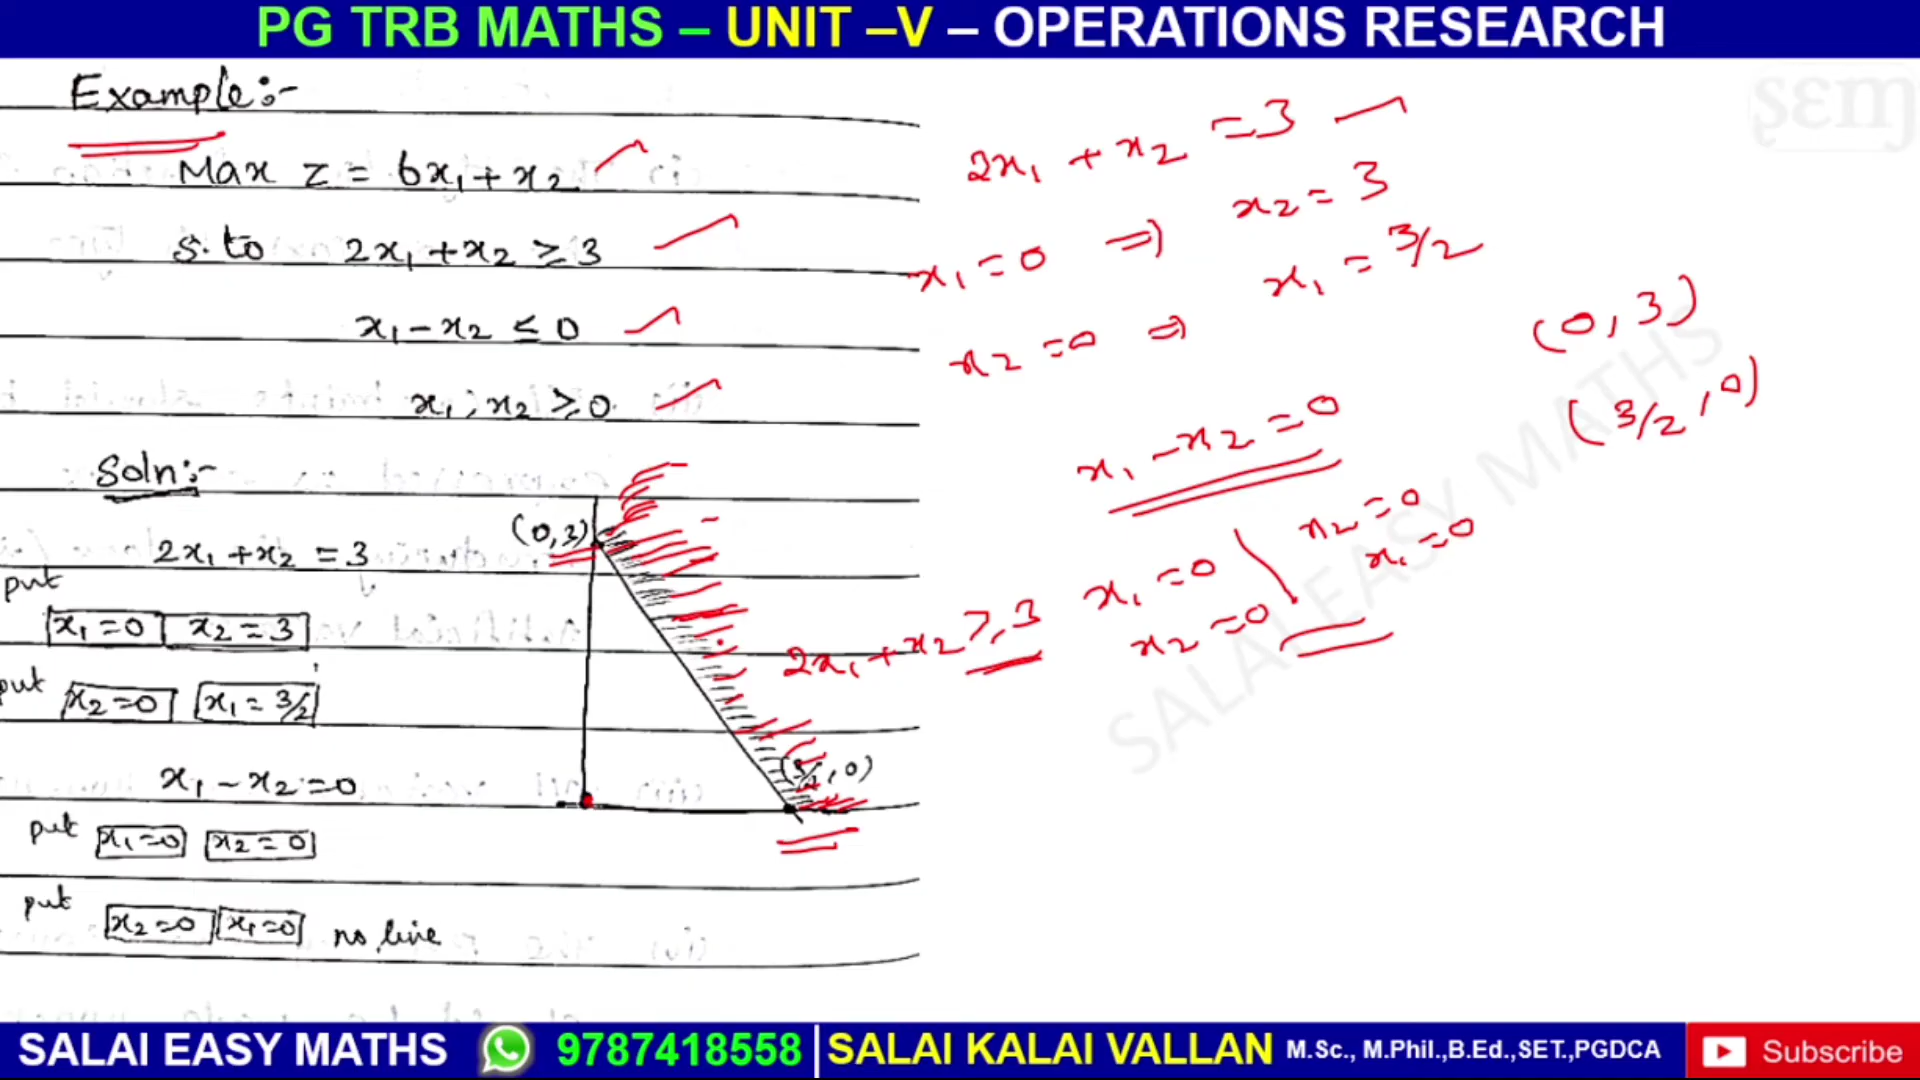 PG TRB MATHS – UNIT –V – OPERATIONS RESEARCH
şɛɱ
Example:-
Max z = 6x₁ + x₂
S. to 2x₁ + x₂ ≥ 3
x₁ - x₂ ≤ 0
x₁; x₂ ≥ 0.
Soln:-
2x₁ + x₂ = 3
put
x₁ = 0 x₂ = 3
put x₂ = 0 x₁ = 3/2
x₁ - x₂ = 0
put x₁ = 0 x₂ = 0
put x₂ = 0 x₁ = 0 no line
(0, 3)
(3/2, 0)
2x₁ + x₂ ≥ 3
2x₁ + x₂ = 3
x₁ = 0 ⇒ x₂ = 3
x₂ = 0 ⇒ x₁ = 3/2
(0, 3)
(3/2, 0)
x₁ - x₂ = 0
x₁ = 0 x₂ = 0
x₂ = 0 x₁ = 0
SALAI EASY MATHS
SALAI EASY MATHS 9787418558 | SALAI KALAI VALLAN M.Sc., M.Phil.,B.Ed.,SET.,PGDCA Subscribe